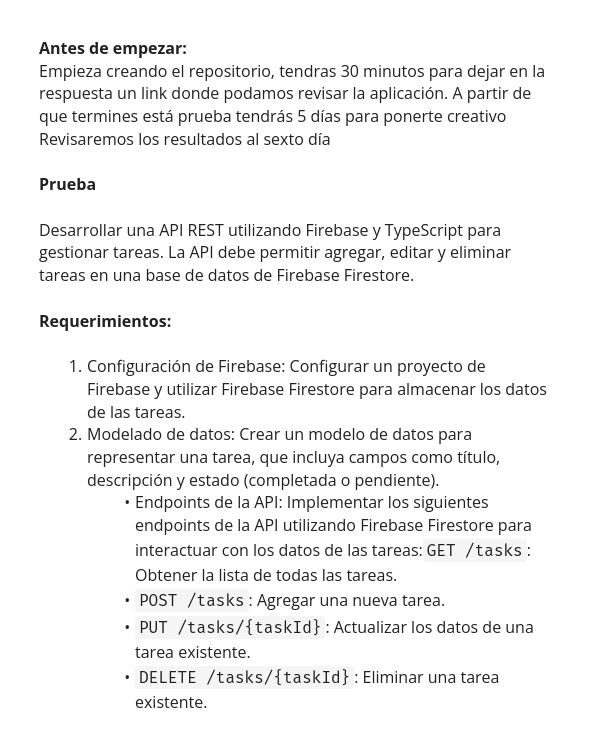 Antes de empezar:
Empieza creando el repositorio, tendras 30 minutos para dejar en la
respuesta un link donde podamos revisar la aplicación. A partir de
que termines está prueba tendrás 5 días para ponerte creativo
Revisaremos los resultados al sexto día
Prueba
Desarrollar una API REST utilizando Firebase y TypeScript para
gestionar tareas. La API debe permitir agregar, editar y eliminar
tareas en una base de datos de Firebase Firestore.
Requerimientos:
1. Configuración de Firebase: Configurar un proyecto de
Firebase y utilizar Firebase Firestore para almacenar los datos
de las tareas.
2. Modelado de datos: Crear un modelo de datos para
representar una tarea, que incluya campos como título,
descripción y estado (completada o pendiente).
• Endpoints de la API: Implementar los siguientes
endpoints de la API utilizando Firebase Firestore para
interactuar con los datos de las tareas: GET /tasks :
Obtener la lista de todas las tareas.
• POST /tasks : Agregar una nueva tarea.
• PUT /tasks/{taskId} : Actualizar los datos de una
tarea existente.
• DELETE /tasks/{taskId} : Eliminar una tarea
existente.